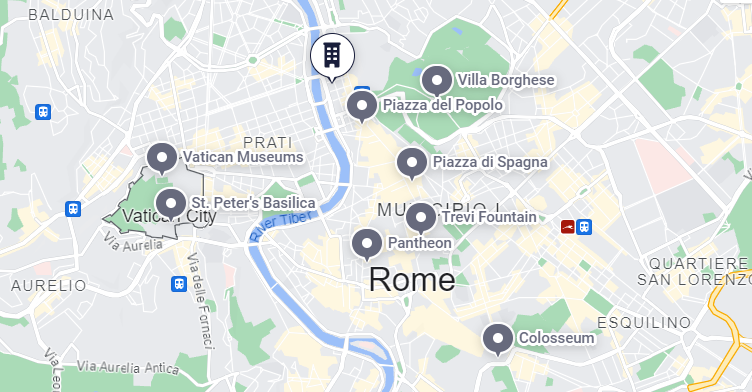 BALDUINA
Villa Borghese
Piazza del Popolo
PRATI
Vatican Museums
Piazza di Spagna
St. Peter's Basilica
MUNICIPIO I
Trevi Fountain
Vatican City
River Tiber
Via Aurelia
Pantheon
Via delle Fornaci
Rome
QUARTIERE
SAN LORENZO
AURELIO
ESQUILINO
Colosseum
Via Aurelia Antica